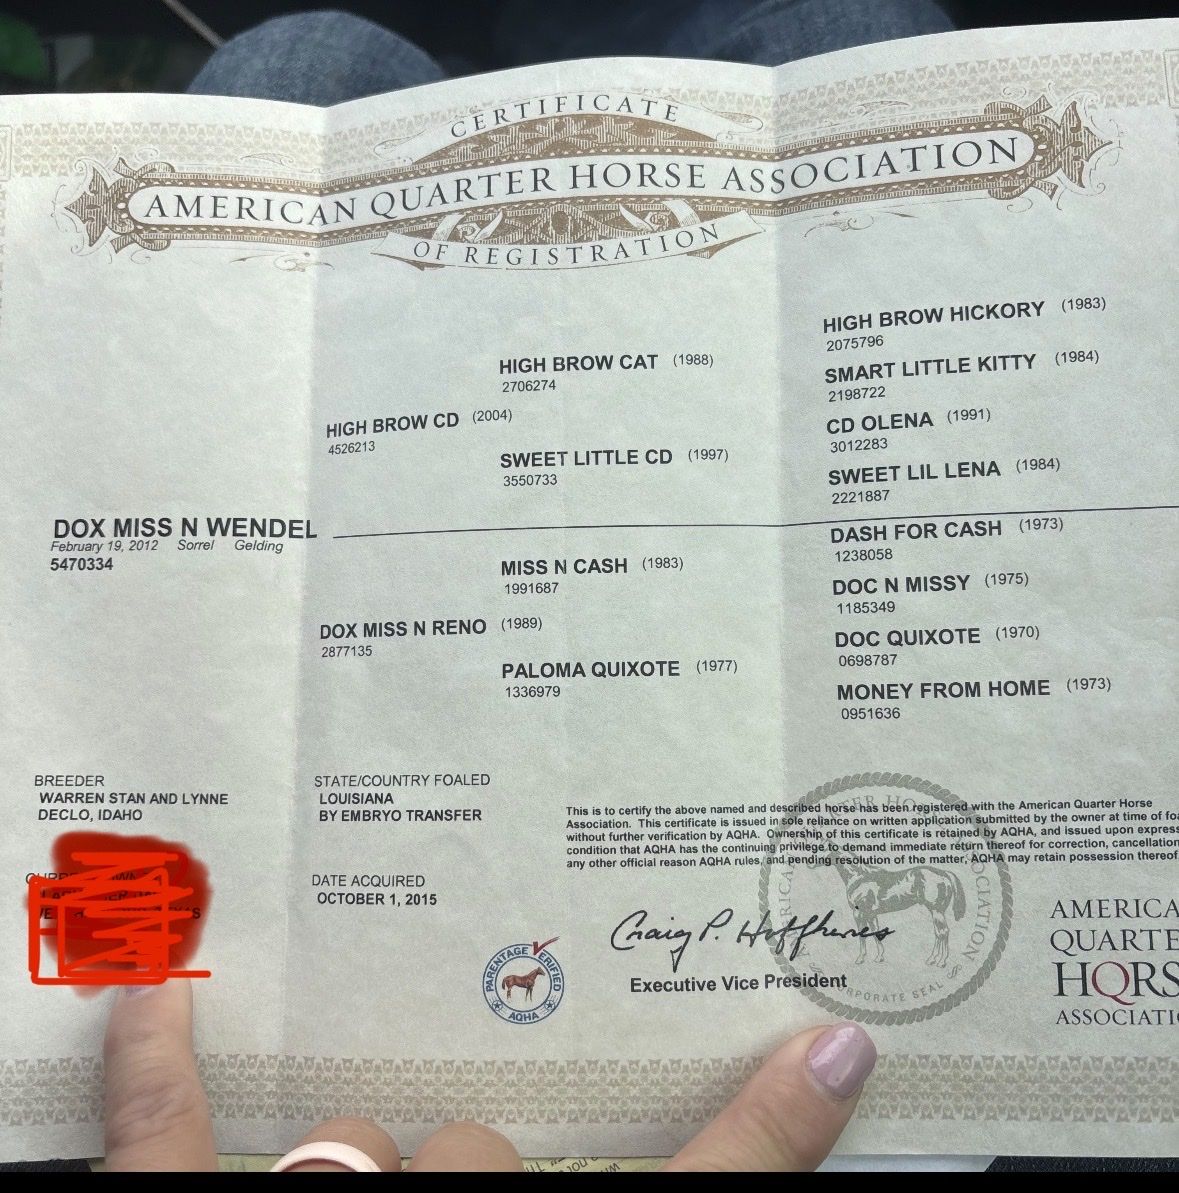 CERTIFICATE
AMERICAN QUARTER HORSE ASSOCIATION
OF REGISTRATION
HIGH BROW HICKORY (1983)
2075796
HIGH BROW CAT (1988)
2706274
SMART LITTLE KITTY (1984)
2198722
HIGH BROW CD (2004)
4526213
CD OLENA (1991)
3012283
SWEET LITTLE CD (1997)
3550733
SWEET LIL LENA (1984)
2221887
DOX MISS N WENDEL
February 19, 2012 Sorrel Gelding
5470334
DASH FOR CASH (1973)
1238058
MISS N CASH (1983)
1991687
DOC N MISSY (1975)
1185349
DOX MISS N RENO (1989)
2877135
DOC QUIXOTE (1970)
0698787
PALOMA QUIXOTE (1977)
1336979
MONEY FROM HOME (1973)
0951636
BREEDER
WARREN STAN AND LYNNE
DECLO, IDAHO
STATE/COUNTRY FOALED
LOUISIANA
BY EMBRYO TRANSFER
DATE ACQUIRED
OCTOBER 1, 2015
This is to certify the above named and described horse has been registered with the American Quarter Horse
Association. This certificate is issued in sole reliance on written application submitted by the owner at time of foa
without further verification by AQHA. Ownership of this certificate is retained by AQHA, and issued upon express
condition that AQHA has the continuing privilege to demand immediate return thereof for correction, cancellation
any other official reason AQHA rules, and pending resolution of the matter, AQHA may retain possession thereof
Craig P. Huffhines
Executive Vice President
PARENTAGE VERIFIED
AQHA
CORPORATE SEAL
AMERICA
QUARTE
HORS
ASSOCIATI